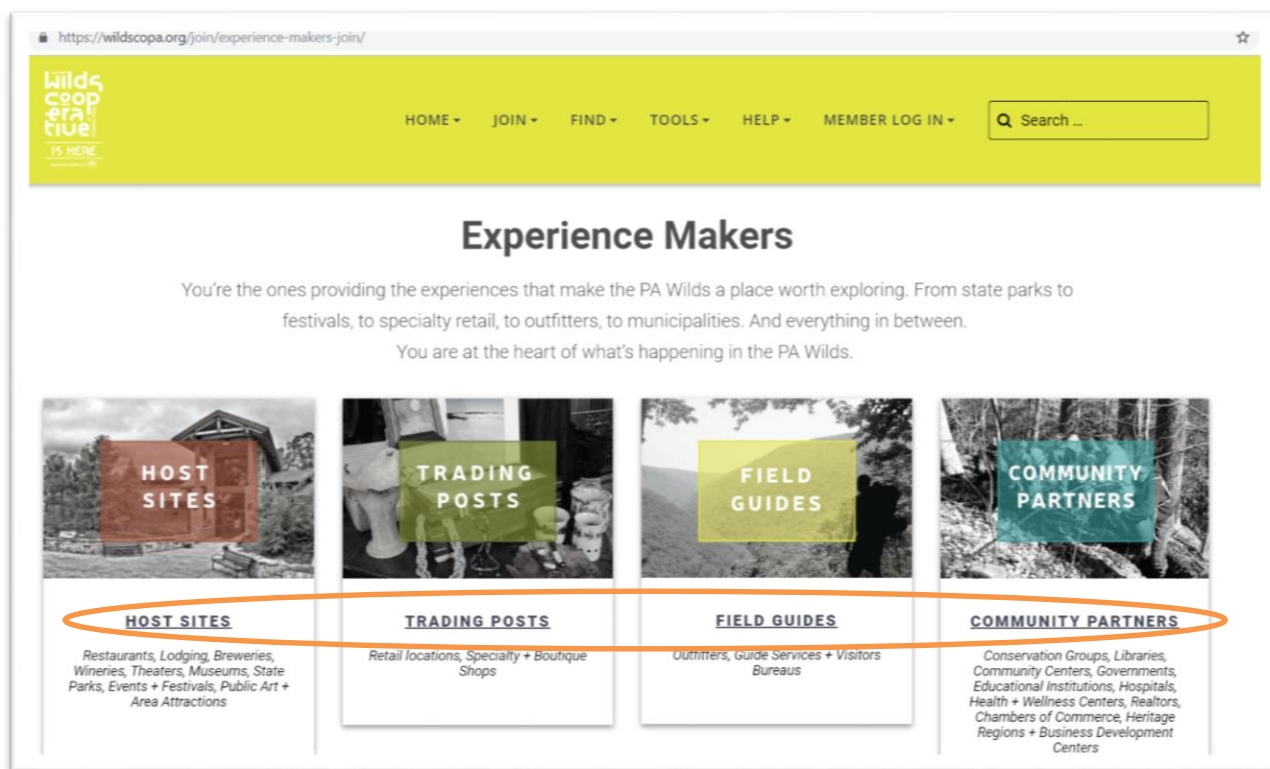 https://wildscopa.org/join/experience-makers-join/
wilds
coop
era
tive
IS HERE
HOME JOIN FIND TOOLS HELP MEMBER LOG IN Search ...
Experience Makers
You're the ones providing the experiences that make the PA Wilds a place worth exploring. From state parks to
festivals, to specialty retail, to outfitters, to municipalities. And everything in between.
You are at the heart of what's happening in the PA Wilds.
HOST
SITES
TRADING
POSTS
FIELD
GUIDES
COMMUNITY
PARTNERS
HOST SITES
Restaurants, Lodging, Breweries,
Wineries, Theaters, Museums, State
Parks, Events + Festivals, Public Art +
Area Attractions
TRADING POSTS
Retail locations, Specialty + Boutique
Shops
FIELD GUIDES
Outfitters, Guide Services + Visitors
Bureaus
COMMUNITY PARTNERS
Conservation Groups, Libraries,
Community Centers, Governments,
Educational Institutions, Hospitals,
Health + Wellness Centers, Realtors,
Chambers of Commerce, Heritage
Regions + Business Development
Centers